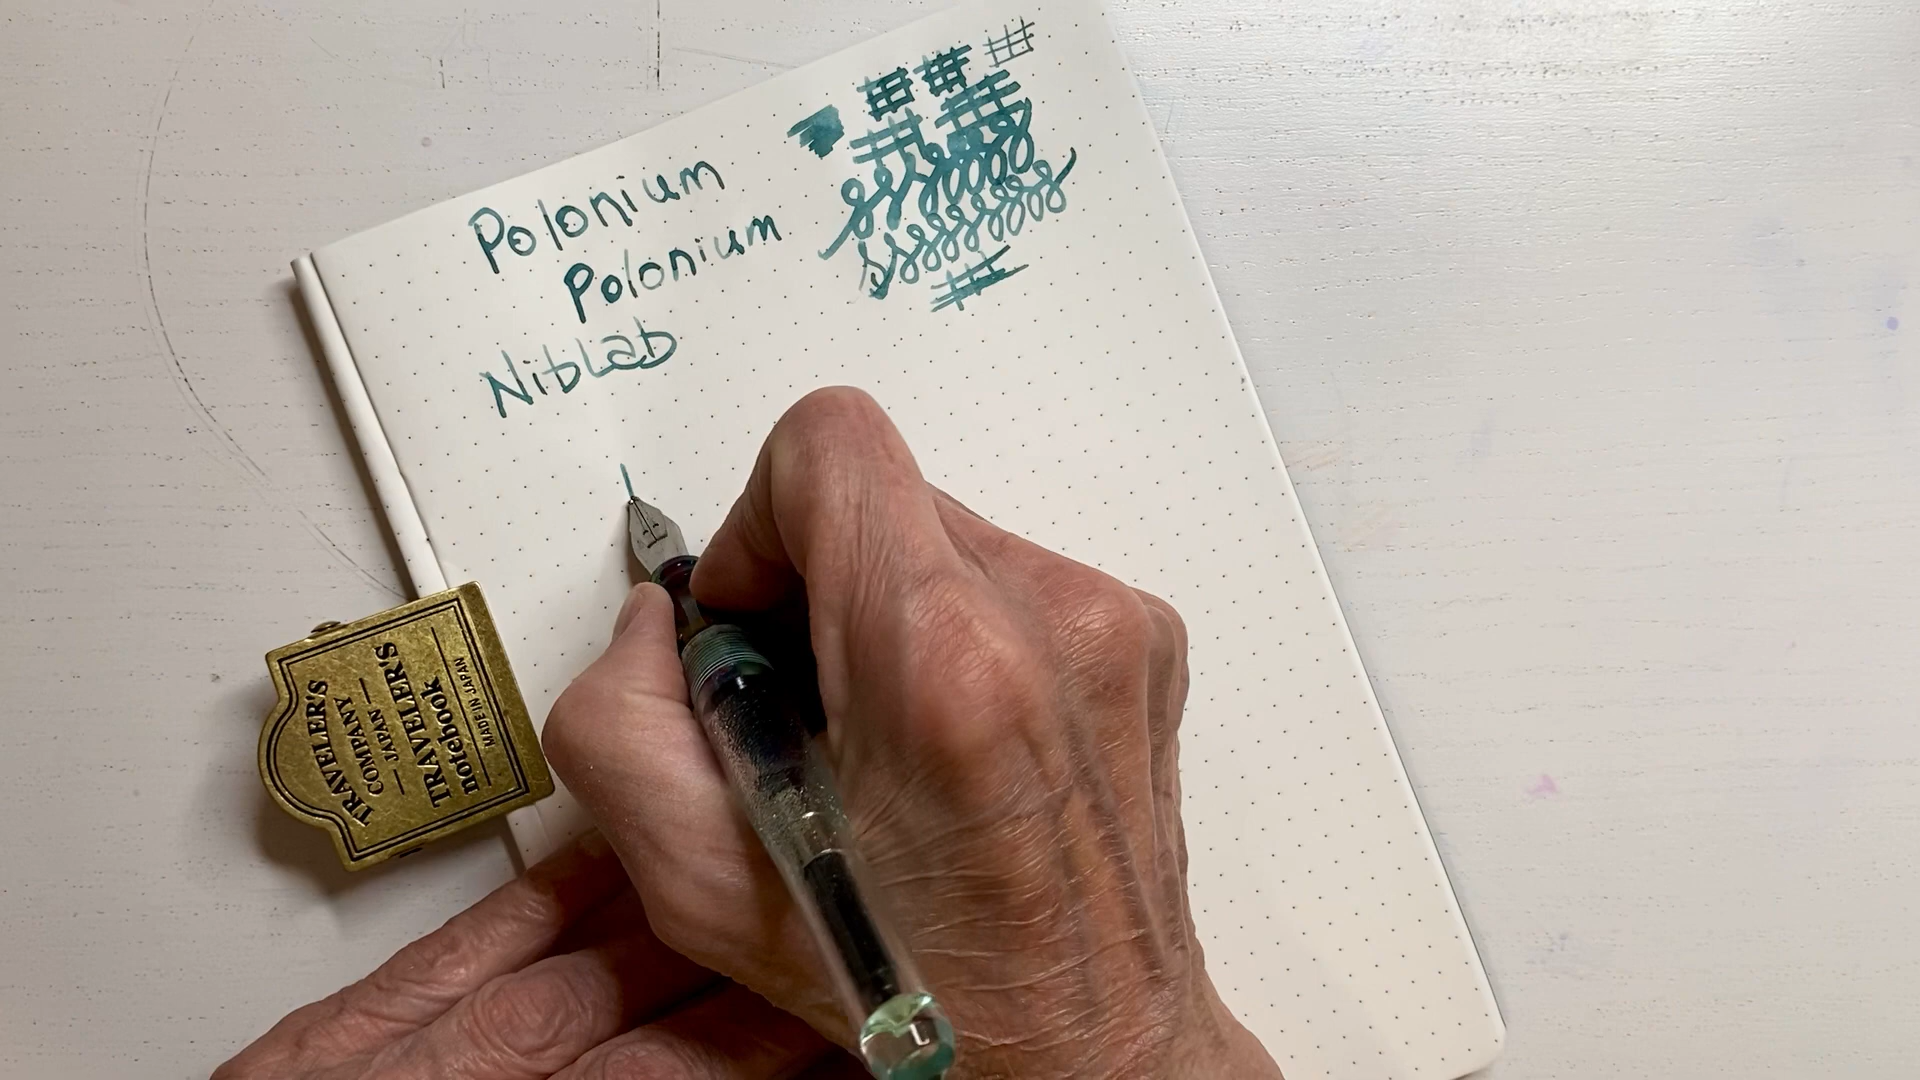 Polonium
Polonium
NibLab
TRAVELER'S
COMPANY
JAPAN
TRAVELER'S
notebook
MADE IN JAPAN